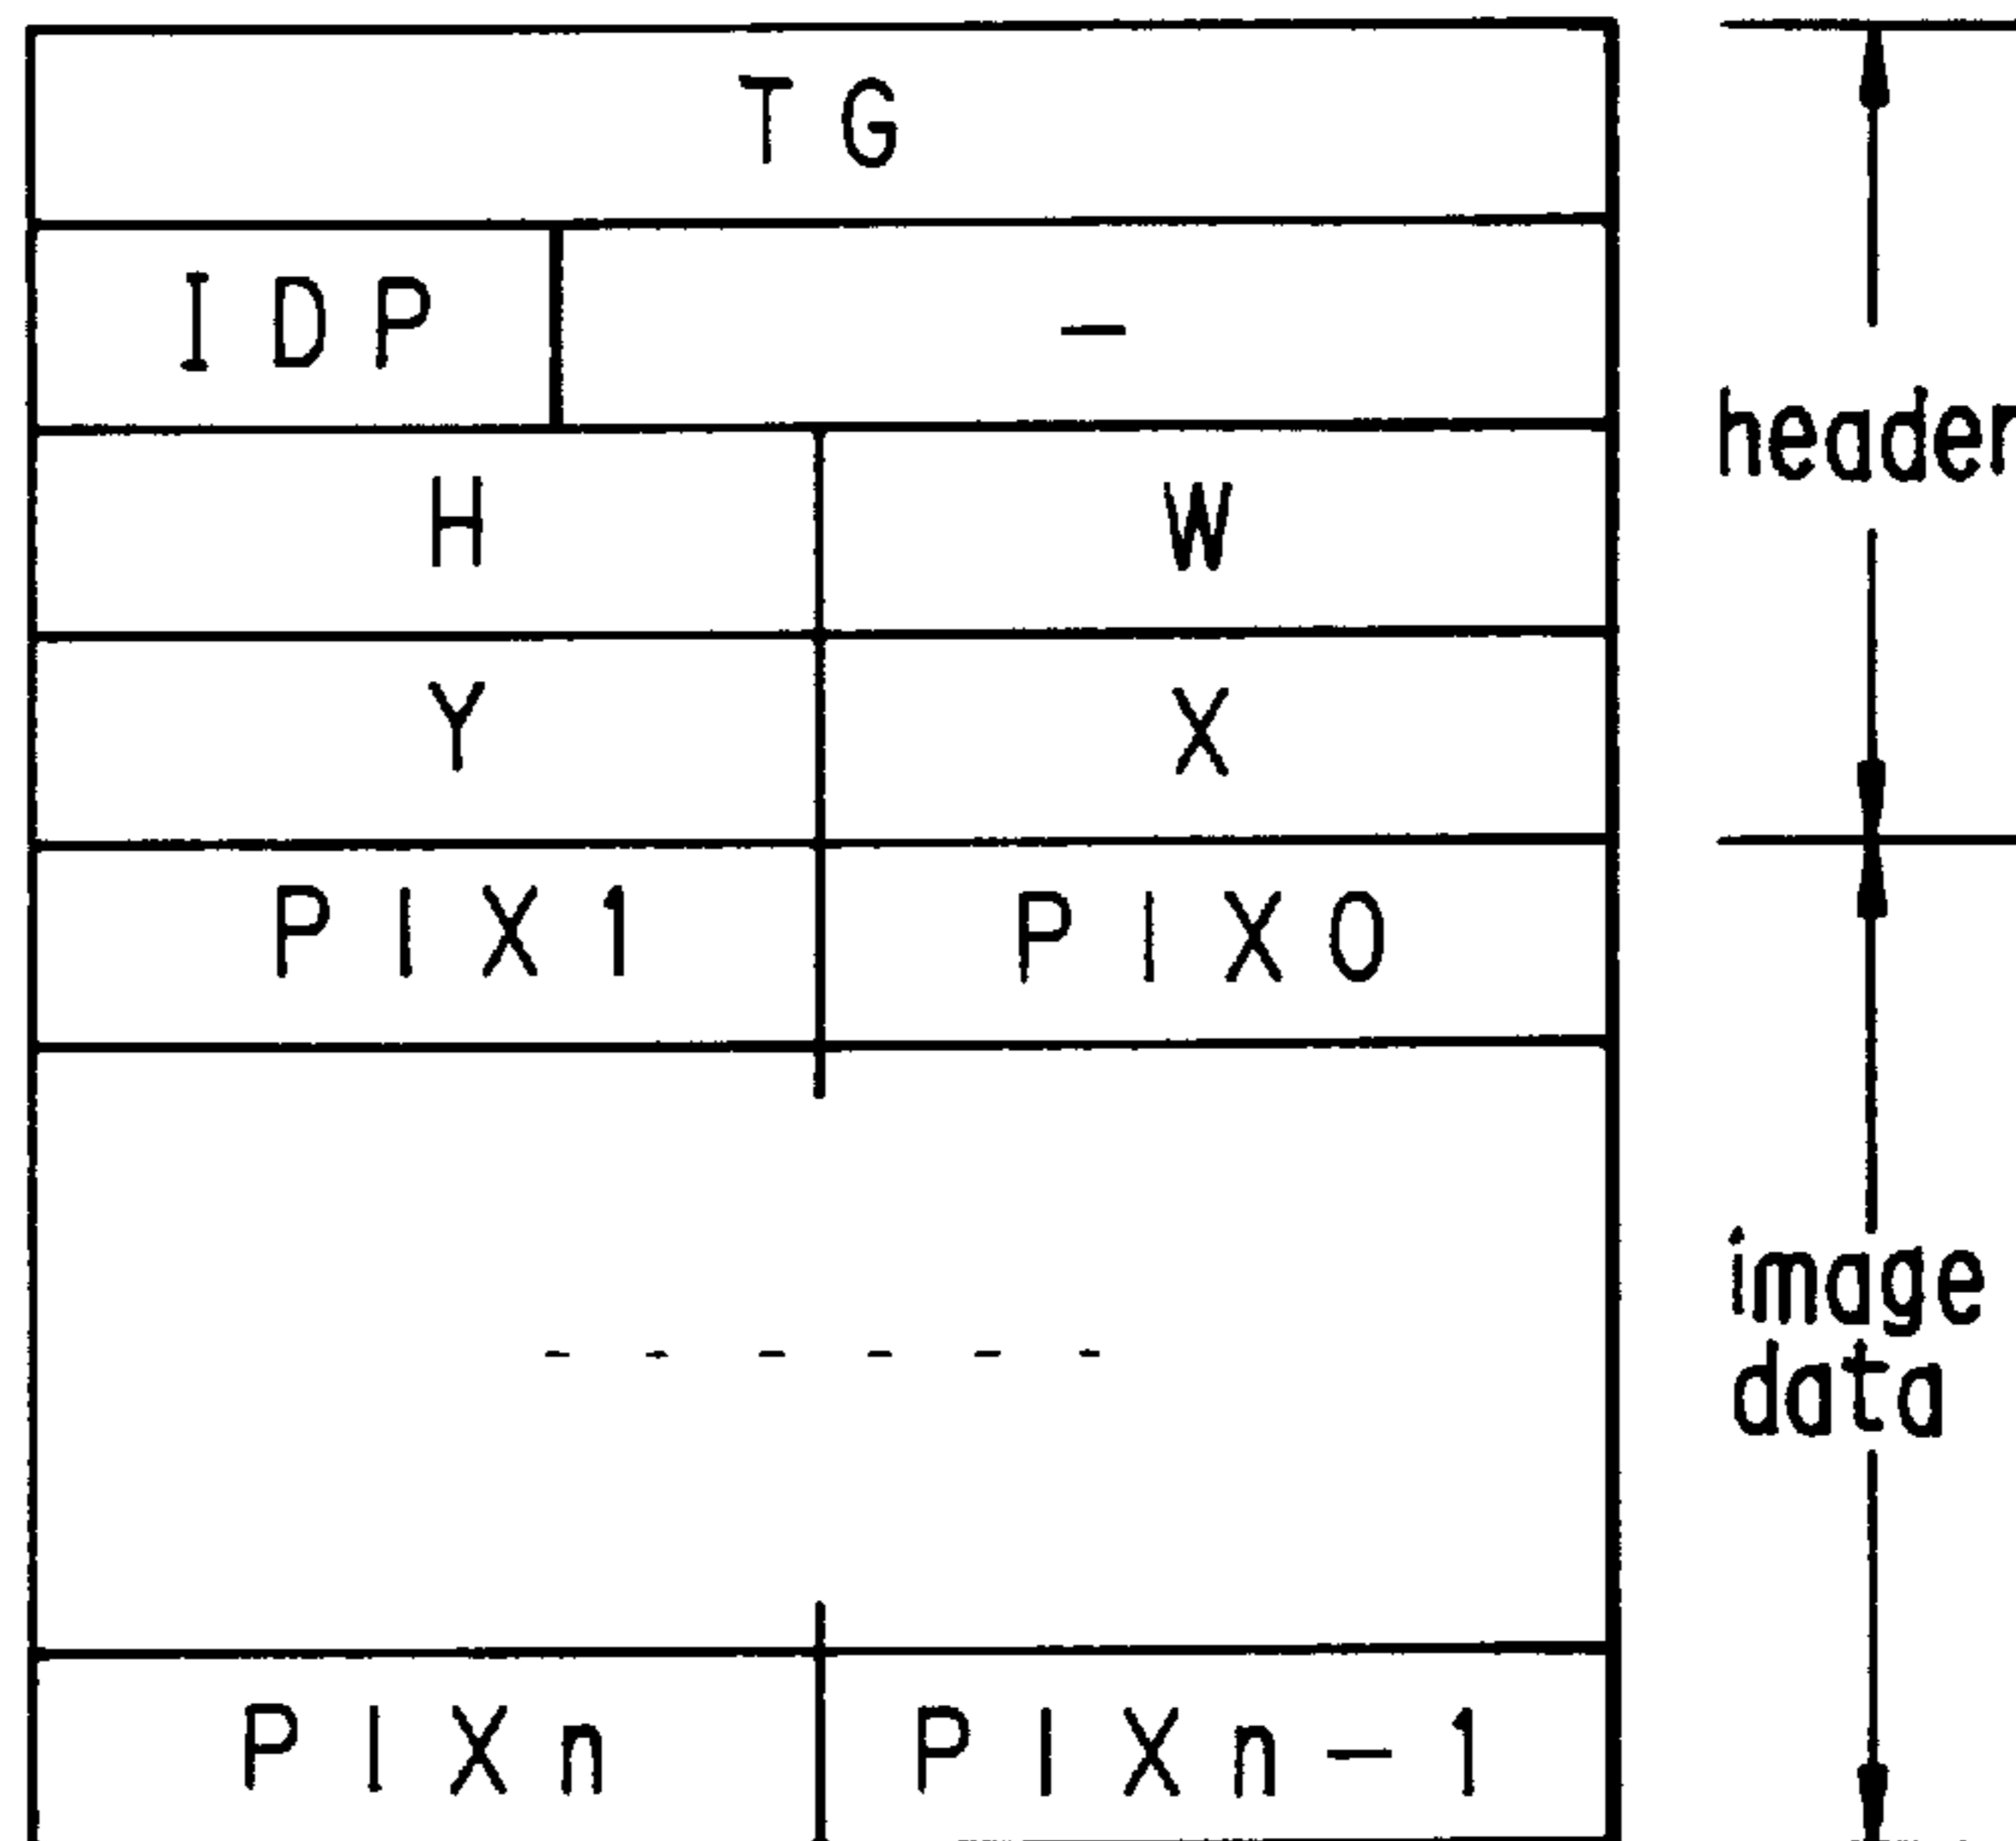 TG
IDP -
header
H W
Y X
PIX1 PIX0
image
data
- - - - - -
PIXn PIXn-1